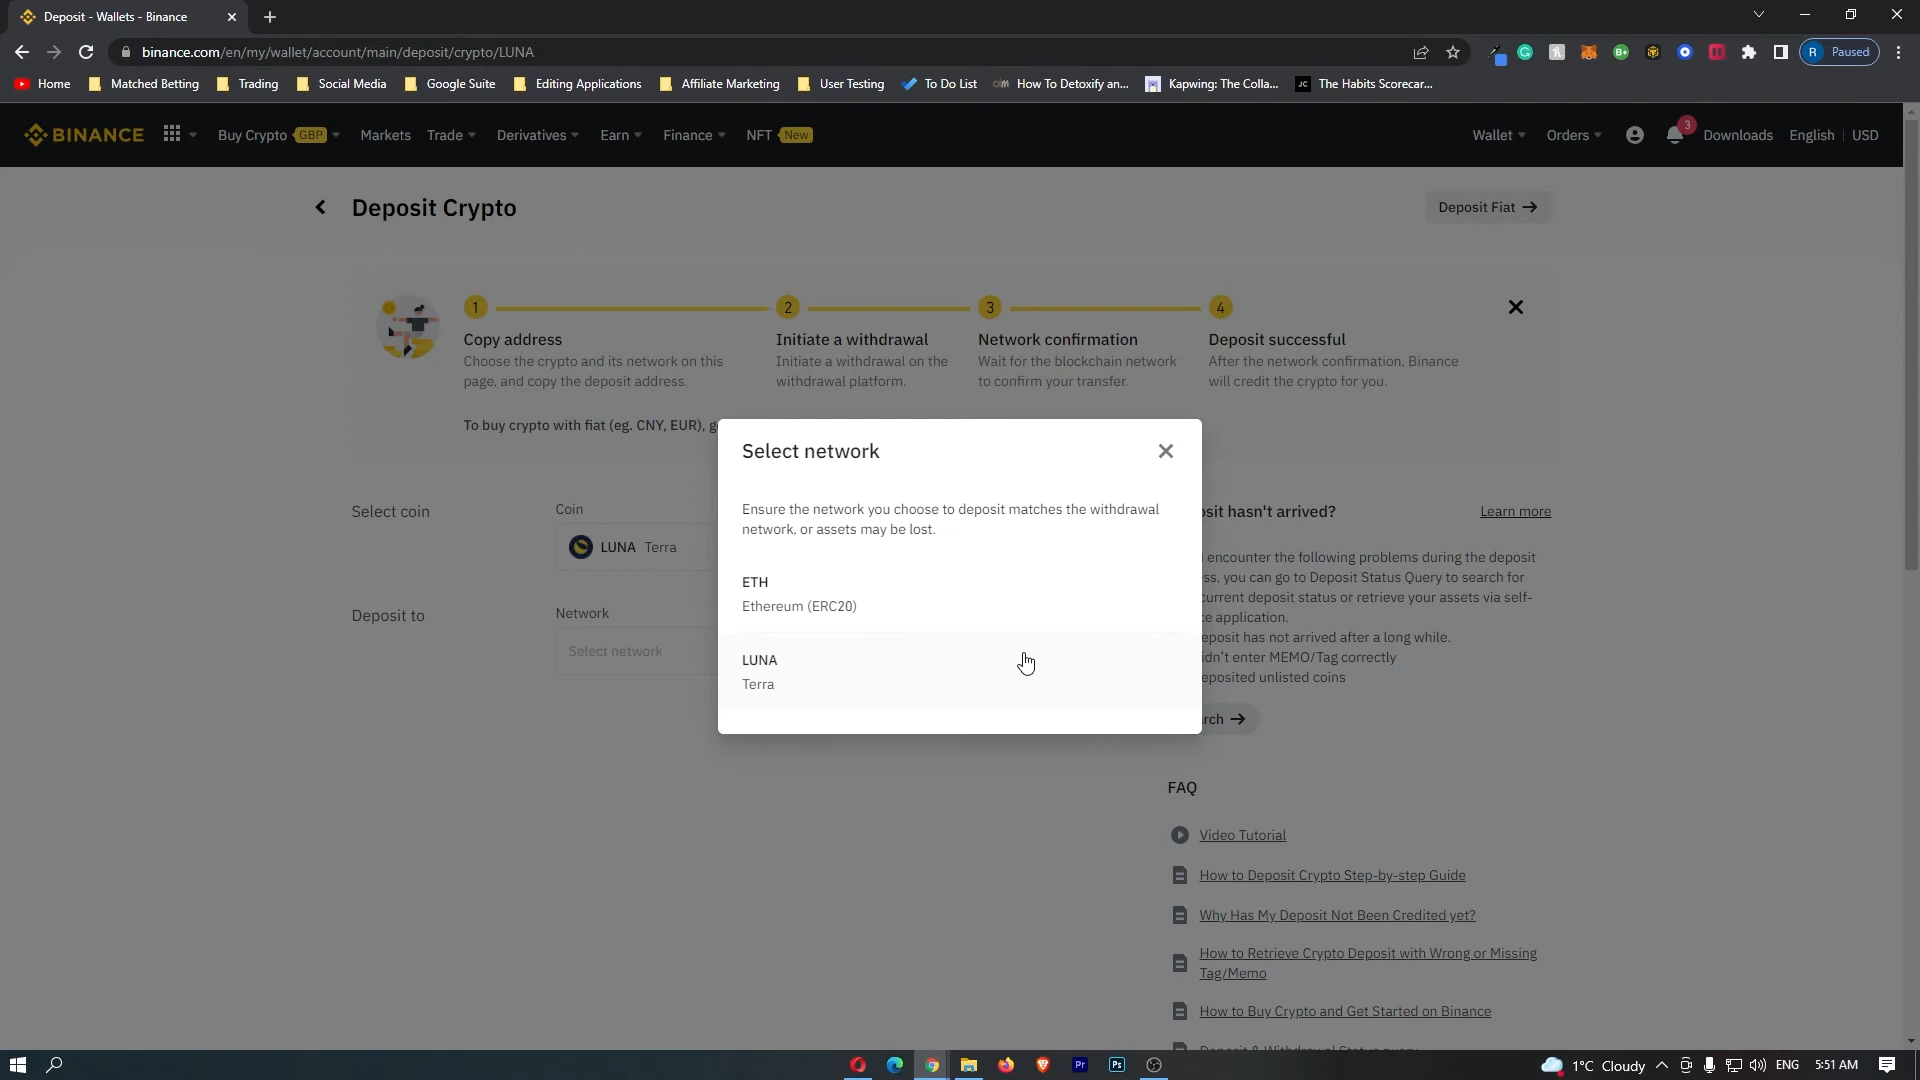 Deposit - Wallets - Binance
binance.com/en/my/wallet/account/main/deposit/crypto/LUNA
R Paused
Home Matched Betting Trading Social Media Google Suite Editing Applications Affiliate Marketing User Testing To Do List How To Detoxify an... Kapwing: The Colla... JC The Habits Scorecar...
BINANCE Buy Crypto GBP Markets Trade Derivatives Earn Finance NFT New Wallet Orders 3 Downloads English USD
Deposit Crypto
Deposit Fiat
1 2 3 4
Copy address Initiate a withdrawal Network confirmation Deposit successful
Choose the crypto and its network on this Initiate a withdrawal on the Wait for the blockchain network After the network confirmation, Binance
page, and copy the deposit address. withdrawal platform. to confirm your transfer. will credit the crypto for you.
To buy crypto with fiat (eg. CNY, EUR), g
Select network
Ensure the network you choose to deposit matches the withdrawal
network, or assets may be lost.
ETH
Ethereum (ERC20)
LUNA
Terra
Select coin
Coin
LUNA Terra
Deposit to
Network
Select network
sit hasn't arrived?
Learn more
encounter the following problems during the deposit
ss, you can go to Deposit Status Query to search for
current deposit status or retrieve your assets via self-
e application.
eposit has not arrived after a long while.
dn't enter MEMO/Tag correctly
eposited unlisted coins
rch
FAQ
Video Tutorial
How to Deposit Crypto Step-by-step Guide
Why Has My Deposit Not Been Credited yet?
How to Retrieve Crypto Deposit with Wrong or Missing
Tag/Memo
How to Buy Crypto and Get Started on Binance
Deposit & Withdrawal Status query
Pr Ps
1°C Cloudy ENG 5:51 AM